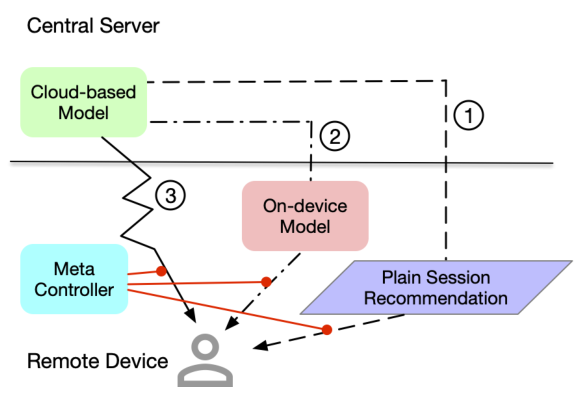 Central Server
Cloud-based
Model
1
2
3
On-device
Model
Meta
Controller
Plain Session
Recommendation
Remote Device